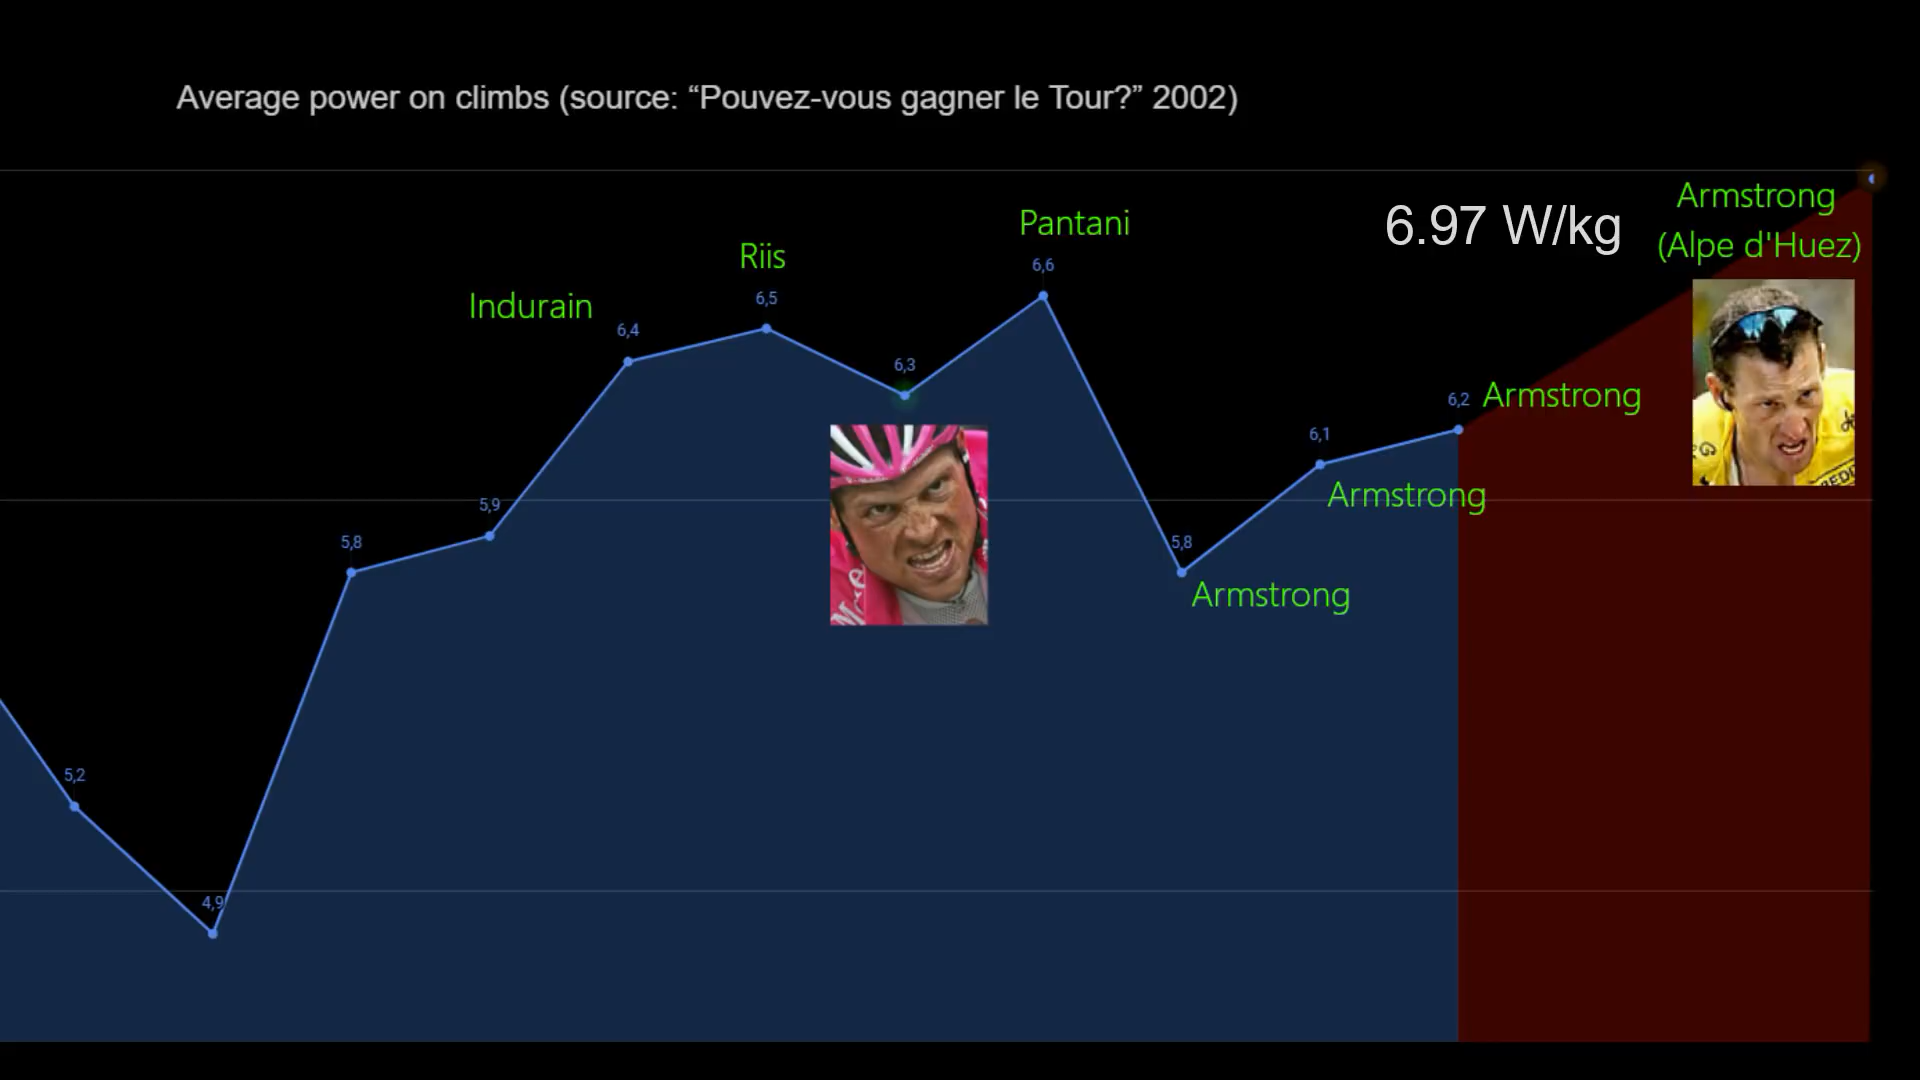 Average power on climbs (source: “Pouvez-vous gagner le Tour?” 2002)
Armstrong
(Alpe d'Huez)
6.97 W/kg
Pantani
6,6
Riis
6,5
Indurain
6,4
6,3
6,2
Armstrong
6,1
Armstrong
5,9
5,8
5,8
Armstrong
5,2
4,9